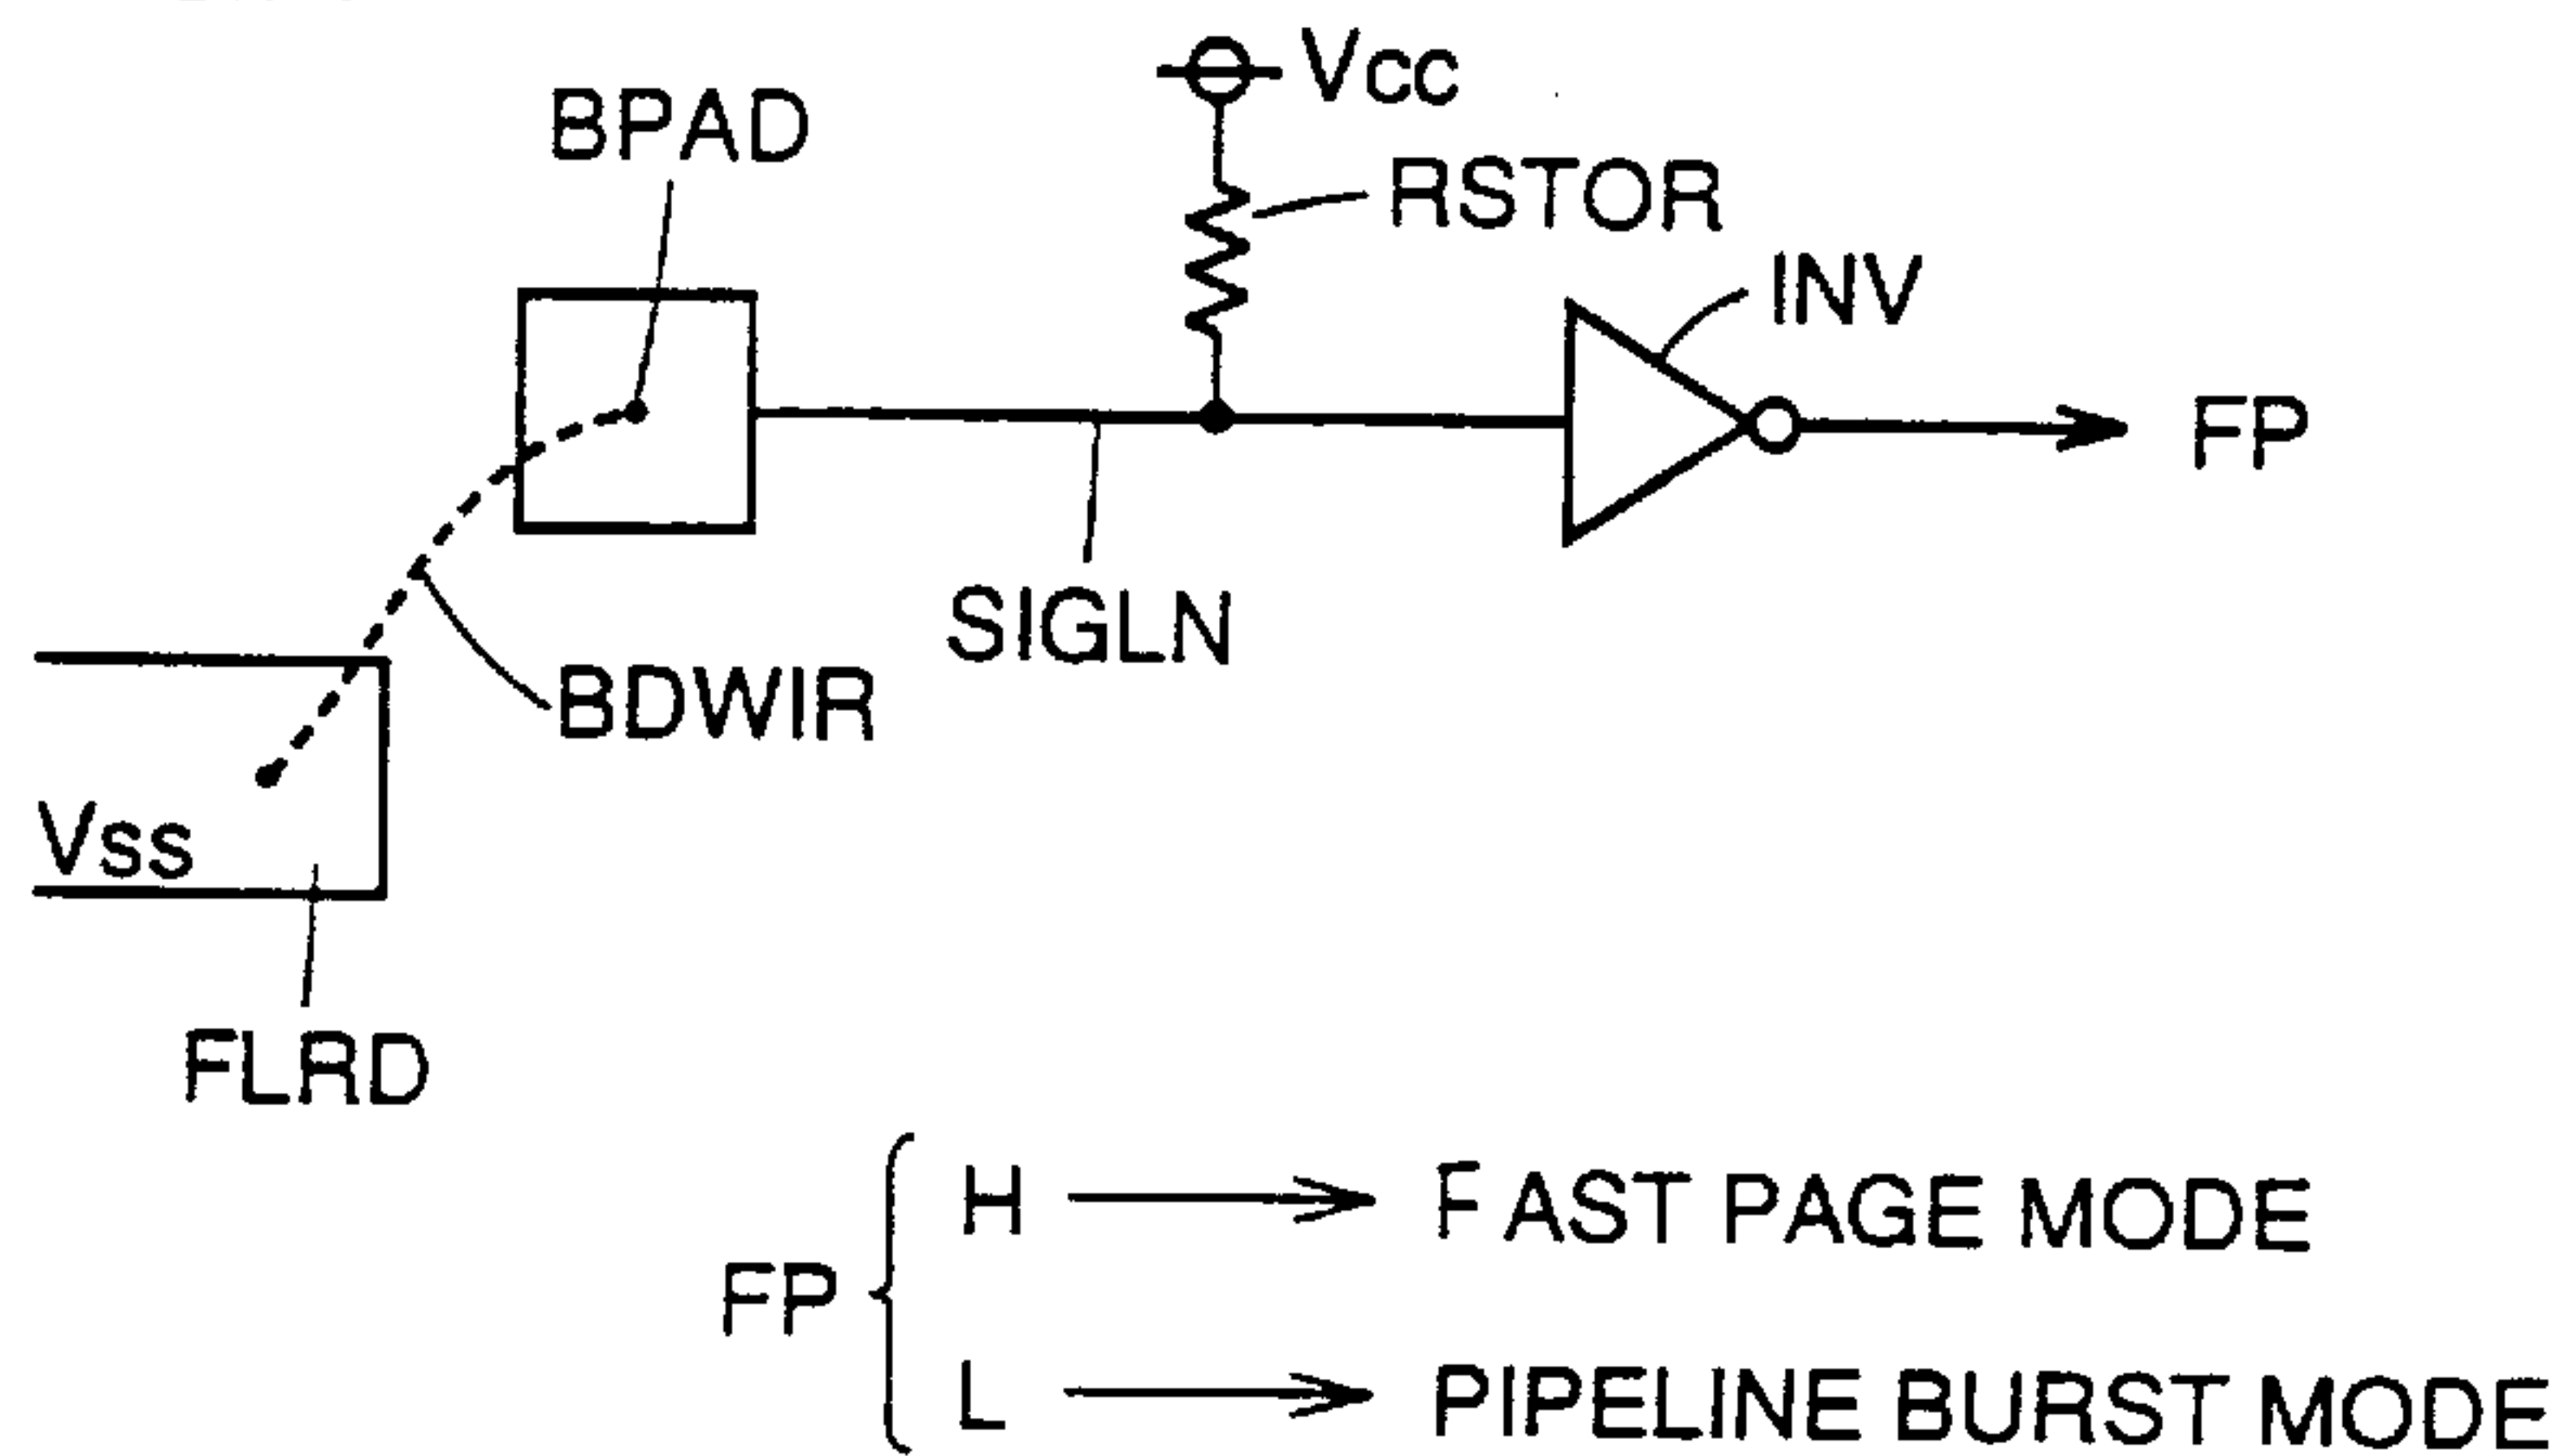 Vcc
BPAD
RSTOR
INV
FP
SIGLN
BDWIR
Vss
FLRD
FP { H → FAST PAGE MODE
L → PIPELINE BURST MODE